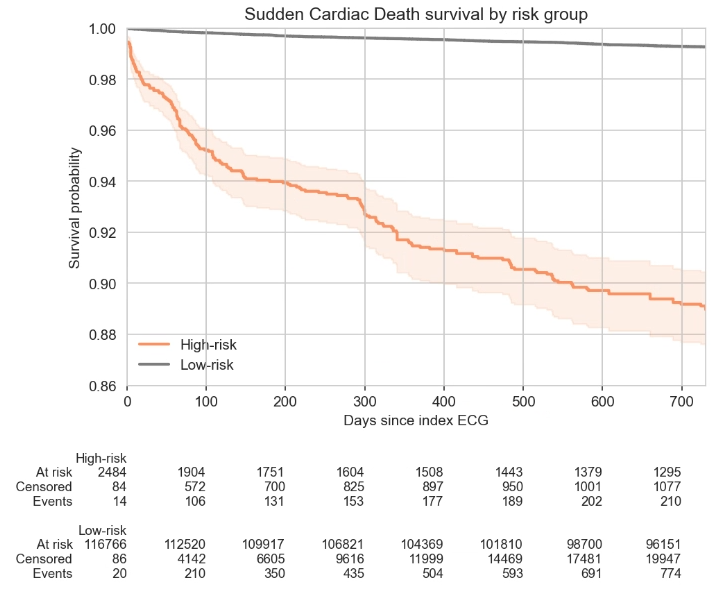 Sudden Cardiac Death survival by risk group
1.00
0.98
0.96
0.94
0.92
0.90
0.88
0.86
Survival probability
High-risk
Low-risk
0 100 200 300 400 500 600 700
Days since index ECG
High-risk
At risk 2484 1904 1751 1604 1508 1443 1379 1295
Censored 84 572 700 825 897 950 1001 1077
Events 14 106 131 153 177 189 202 210
Low-risk
At risk 116766 112520 109917 106821 104369 101810 98700 96151
Censored 86 4142 6605 9616 11999 14469 17481 19947
Events 20 210 350 435 504 593 691 774